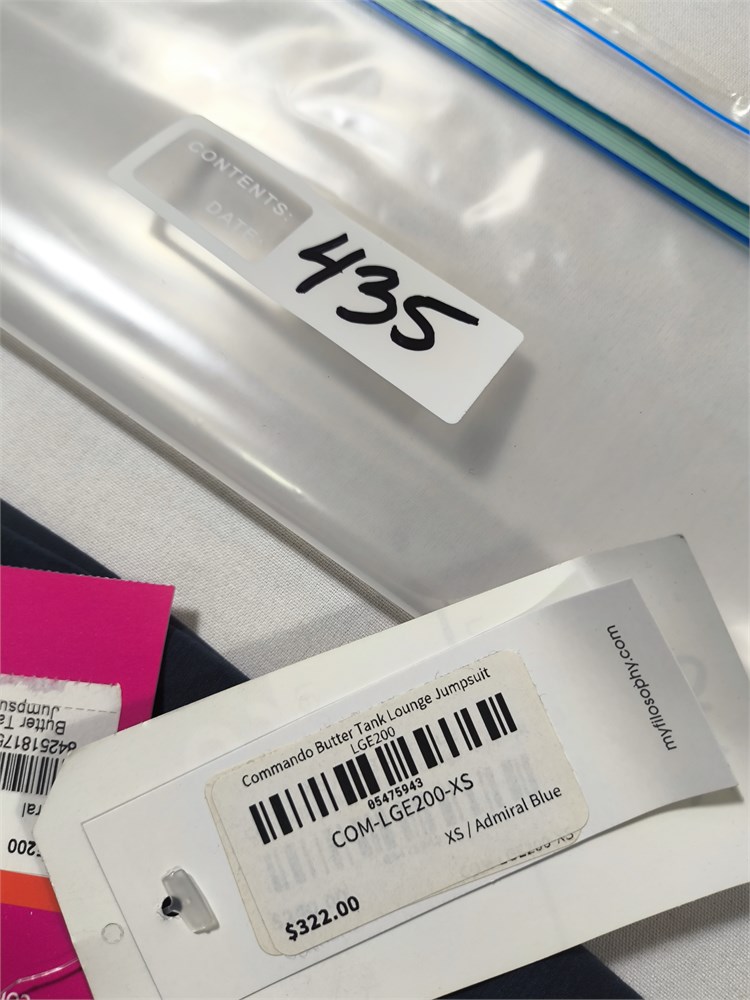 CONTENTS:
DATE:
435
myfilosophy.com
Commando Butter Tank Lounge Jumpsuit
LGE200
05475943
COM-LGE200-XS
XS / Admiral Blue
$322.00
Butter Ta
Jumpsu